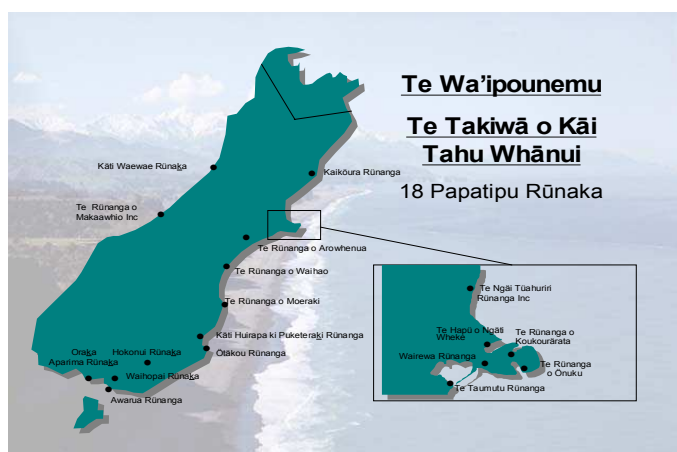 Te Wa'ipounemu
Te Takiwā o Kāi
Tahu Whānui
18 Papatipu Rūnaka
Kāti Waewae Rūnaka
Kaikōura Rūnanga
Te Rūnanga o
Makaawhio Inc
Te Rūnanga o Arowhenua
Te Rūnanga o Waihao
Te Rūnanga o Moeraki
Kāti Huirapa ki Puketeraki Rūnanga
Ōtākou Rūnanga
Oraka
Aparima Rūnaka
Hokonui Rūnaka
Waihopai Rūnaka
Awarua Rūnanga
Te Ngāi Tūahuriri
Rūnanga Inc
Te Hapū o Ngāti
Wheke
Te Rūnanga o
Koukourārata
Wairewa Rūnanga
Te Rūnanga
o Ōnuku
Te Taumutu Rūnanga